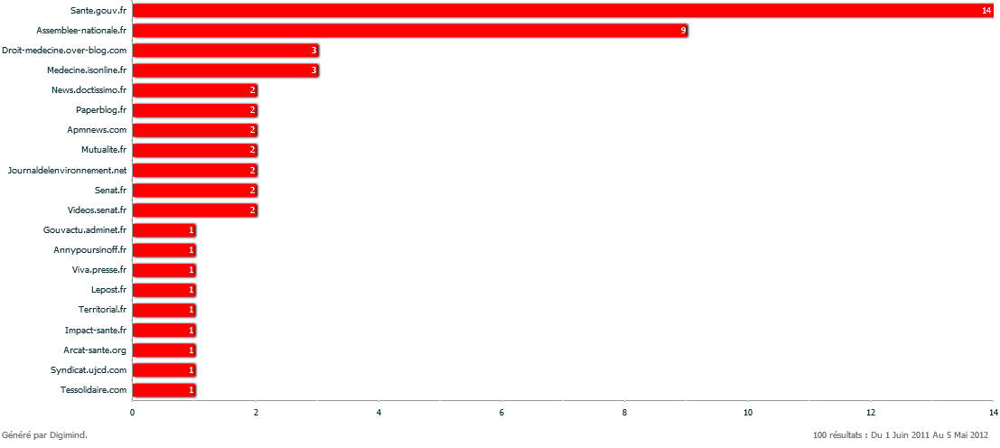 Sante.gouv.fr 14
Assemblee-nationale.fr 9
Droit-medecine.over-blog.com 3
Medecine.isonline.fr 3
News.doctissimo.fr 2
Paperblog.fr 2
Apmnews.com 2
Mutualite.fr 2
Journaldelenvironnement.net 2
Senat.fr 2
Videos.senat.fr 2
Gouvactu.adminet.fr 1
Annypoursinoff.fr 1
Viva.presse.fr 1
Lepost.fr 1
Territorial.fr 1
Impact-sante.fr 1
Arcat-sante.org 1
Syndicat.ujcd.com 1
Tessolidaire.com 1
0 2 4 6 8 10 12 14
Généré par Digimind. 100 résultats : Du 1 Juin 2011 Au 5 Mai 2012